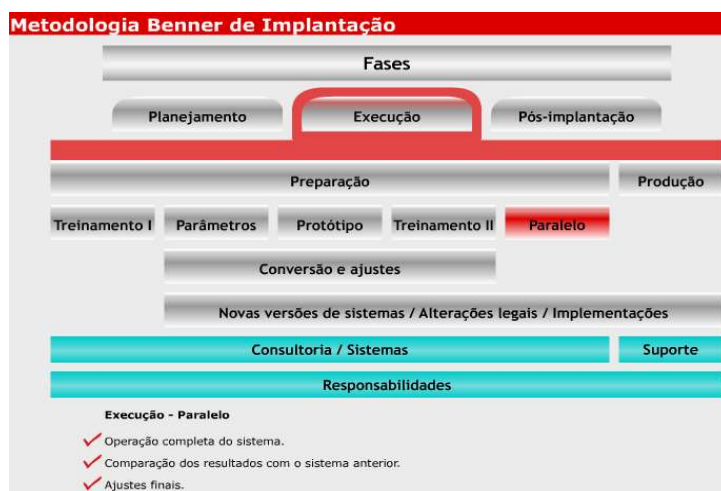 Metodologia Benner de Implantação
Fases
Planejamento Execução Pós-implantação
Preparação Produção
Treinamento I Parâmetros Protótipo Treinamento II Paralelo
Conversão e ajustes
Novas versões de sistemas / Alterações legais / Implementações
Consultoria / Sistemas Suporte
Responsabilidades
Execução - Paralelo
Operação completa do sistema.
Comparação dos resultados com o sistema anterior.
Ajustes finais.